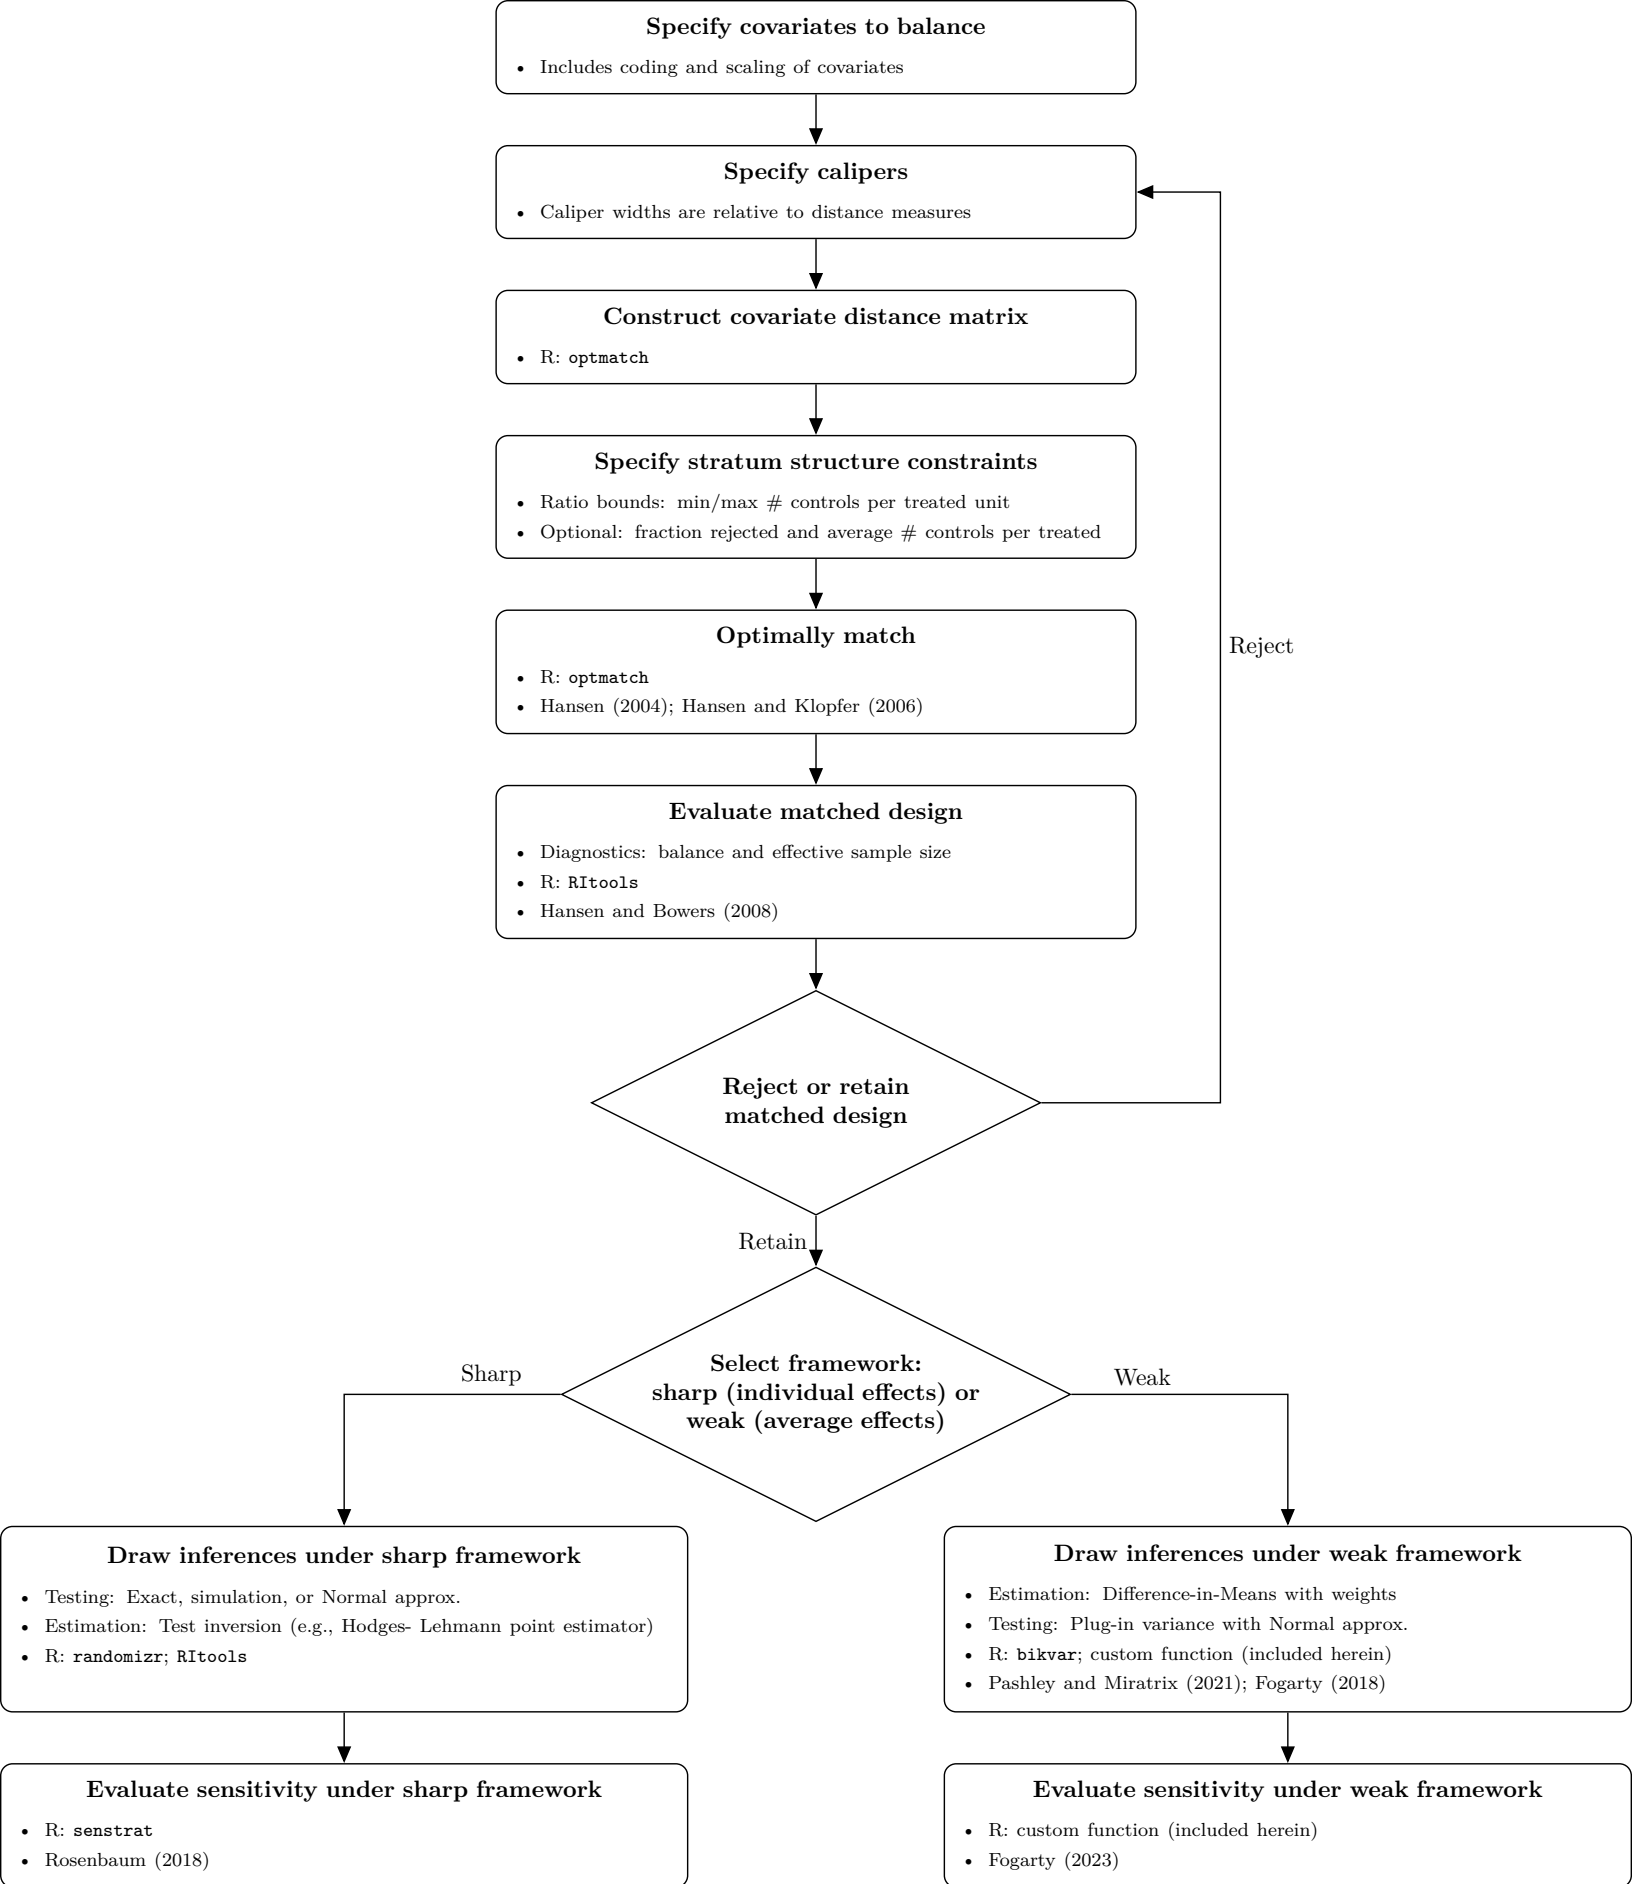 Specify covariates to balance
• Includes coding and scaling of covariates
Specify calipers
• Caliper widths are relative to distance measures
Construct covariate distance matrix
• R: optmatch
Specify stratum structure constraints
• Ratio bounds: min/max # controls per treated unit
• Optional: fraction rejected and average # controls per treated
Optimally match
• R: optmatch
• Hansen (2004); Hansen and Klopfer (2006)
Reject
Evaluate matched design
• Diagnostics: balance and effective sample size
• R: RItools
• Hansen and Bowers (2008)
Reject or retain
matched design
Retain
Select framework:
sharp (individual effects) or
weak (average effects)
Sharp
Weak
Draw inferences under sharp framework
• Testing: Exact, simulation, or Normal approx.
• Estimation: Test inversion (e.g., Hodges- Lehmann point estimator)
• R: randomizr; RItools
Draw inferences under weak framework
• Estimation: Difference-in-Means with weights
• Testing: Plug-in variance with Normal approx.
• R: bikvar; custom function (included herein)
• Pashley and Miratrix (2021); Fogarty (2018)
Evaluate sensitivity under sharp framework
• R: senstrat
• Rosenbaum (2018)
Evaluate sensitivity under weak framework
• R: custom function (included herein)
• Fogarty (2023)